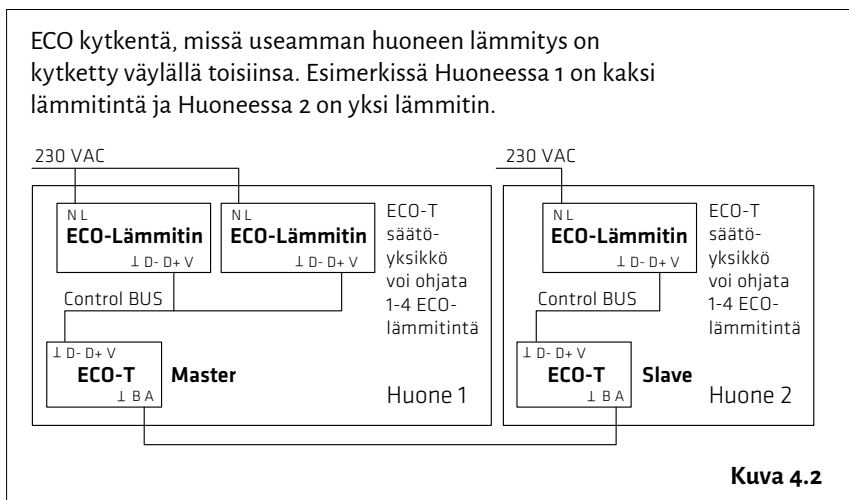 ECO kytkentä, missä useamman huoneen lämmitys on
kytketty väylällä toisiinsa. Esimerkissä Huoneessa 1 on kaksi
lämmitintä ja Huoneessa 2 on yksi lämmitin.
230 VAC
N L
ECO-Lämmitin
⊥ D- D+ V
N L
ECO-Lämmitin
⊥ D- D+ V
ECO-T
säätö-
yksikkö
voi ohjata
1-4 ECO-
lämmitintä
Control BUS
⊥ D- D+ V
ECO-T
⊥ B A
Master
Huone 1
230 VAC
N L
ECO-Lämmitin
⊥ D- D+ V
ECO-T
säätö-
yksikkö
voi ohjata
1-4 ECO-
lämmitintä
Control BUS
⊥ D- D+ V
ECO-T
⊥ B A
Slave
Huone 2
Kuva 4.2